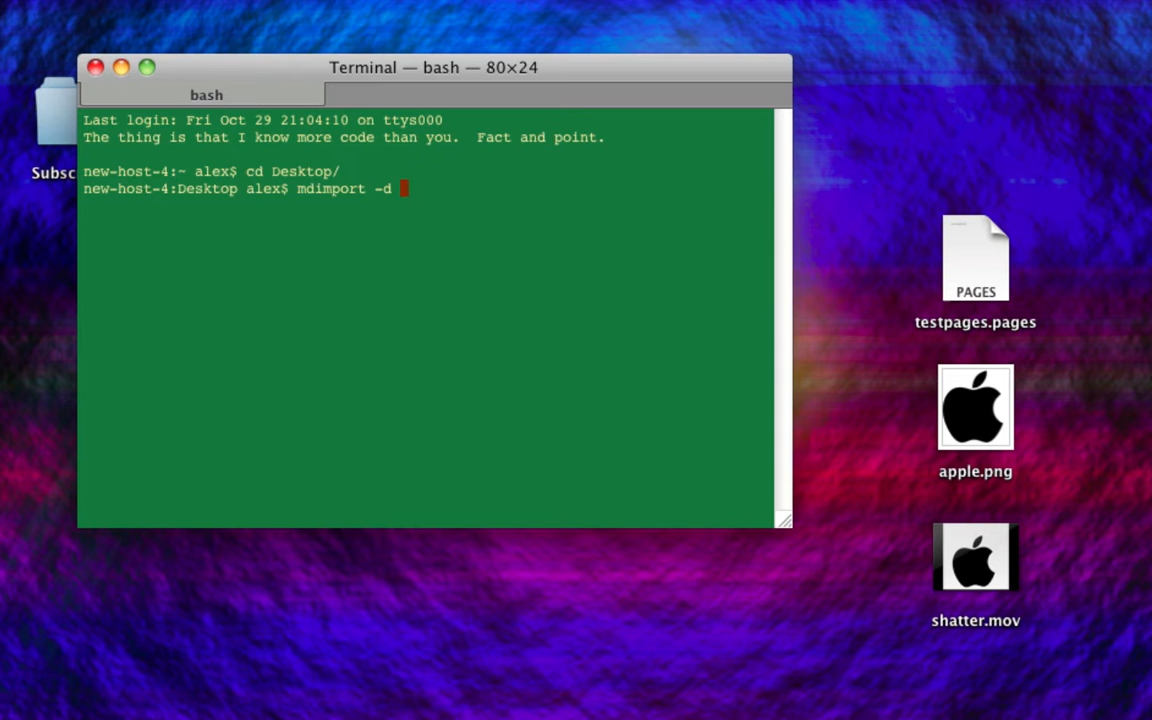 Terminal — bash — 80×24
bash
Last login: Fri Oct 29 21:04:10 on ttys000
The thing is that I know more code than you.  Fact and point.
new-host-4:~ alex$ cd Desktop/
new-host-4:Desktop alex$ mdimport -d
Subsc
PAGES
testpages.pages
apple.png
shatter.mov